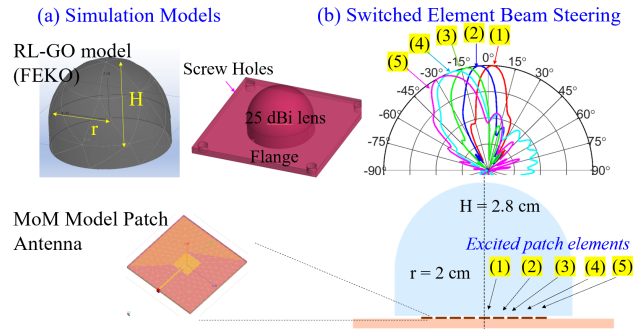 (a) Simulation Models
RL-GO model
(FEKO)
H
r
Screw Holes
25 dBi lens
Flange
MoM Model Patch
Antenna
(b) Switched Element Beam Steering
(1)
(2)
(3)
(4)
(5)
-30°
-15°
0°
15°
30°
-45°
45°
-60°
60°
-75°
75°
-90°
90°
H = 2.8 cm
Excited patch elements
(1) (2) (3) (4) (5)
r = 2 cm